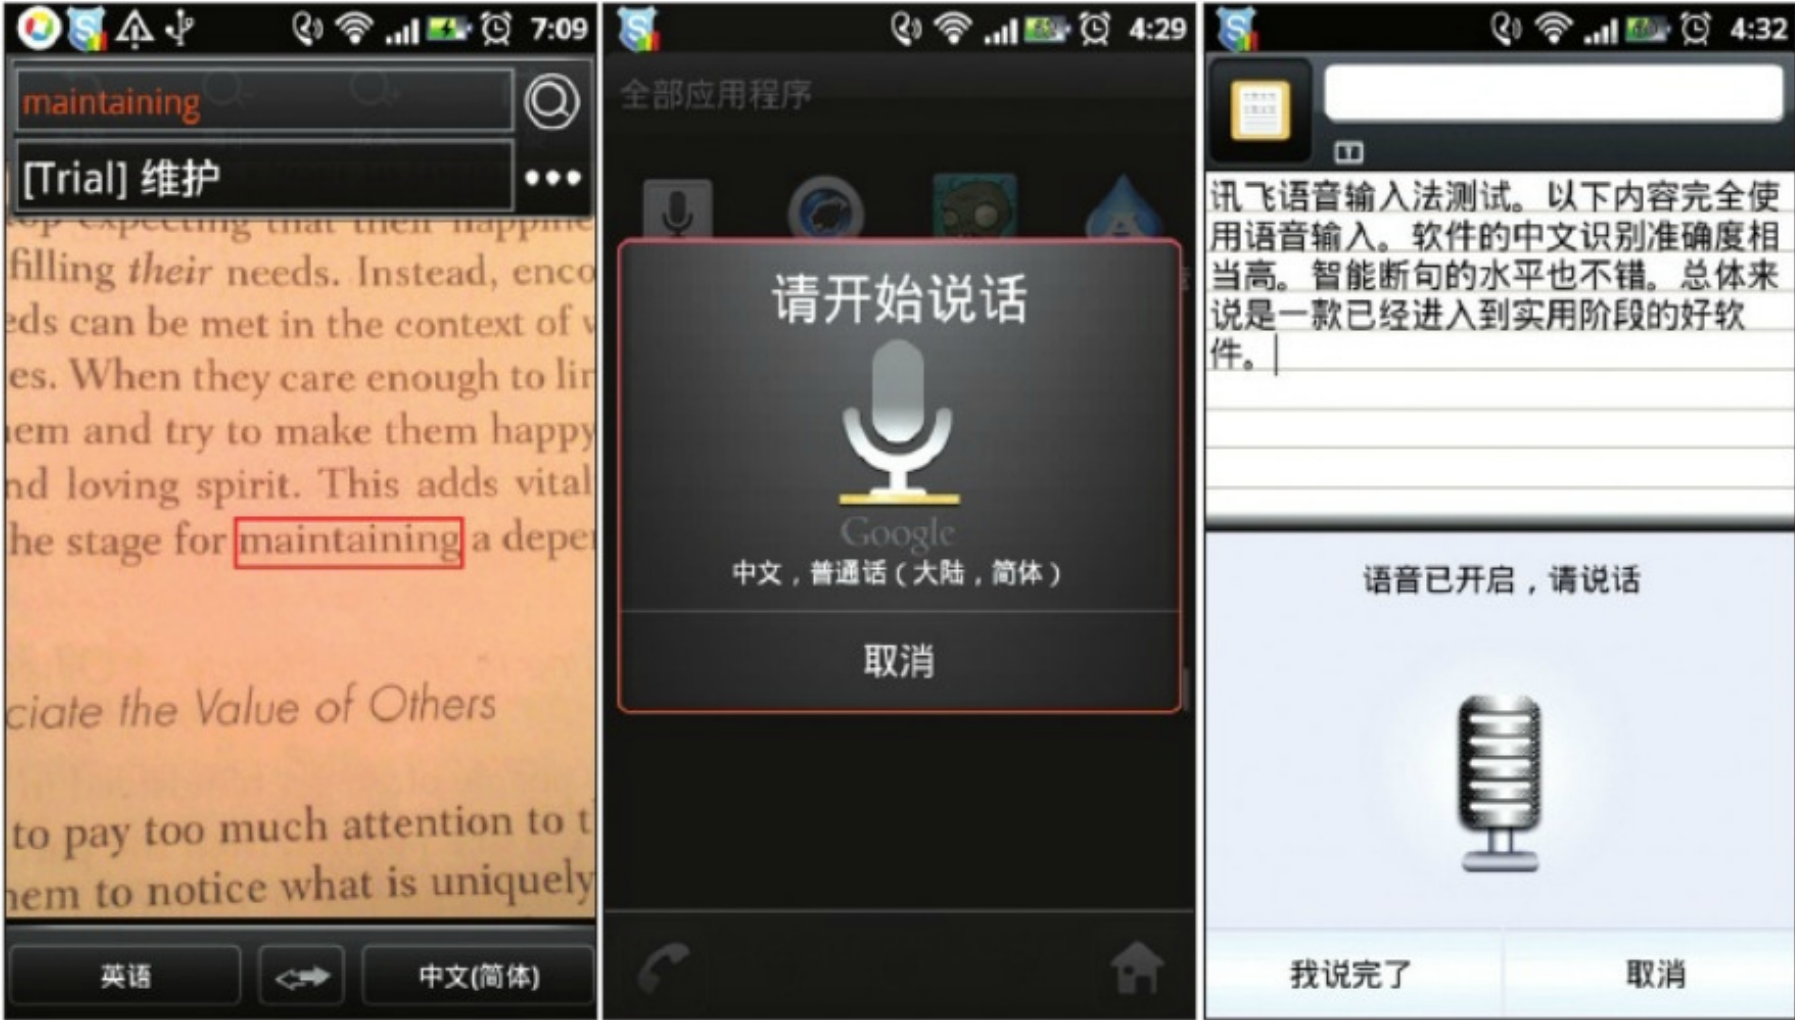 7:09
maintaining
[Trial] 维护
op expecting that their happine
filling their needs. Instead, enco
eds can be met in the context of
es. When they care enough to lin
em and try to make them happy
nd loving spirit. This adds vital
he stage for maintaining a depe
ciate the Value of Others
to pay too much attention to t
hem to notice what is uniquely
英语
中文(简体)
4:29
全部应用程序
请开始说话
Google
中文，普通话（大陆，简体）
取消
4:32
讯飞语音输入法测试。以下内容完全使
用语音输入。软件的中文识别准确度相
当高。智能断句的水平也不错。总体来
说是一款已经进入到实用阶段的好软
件。
语音已开启，请说话
我说完了
取消